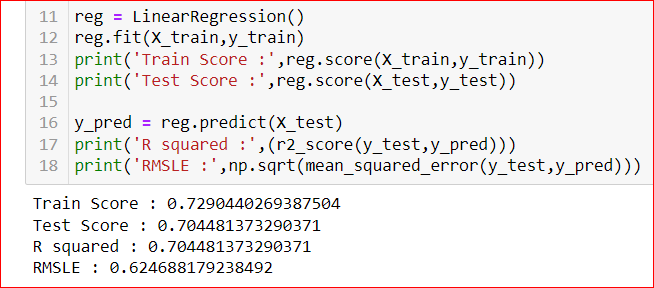 11 reg = LinearRegression()
12 reg.fit(X_train,y_train)
13 print('Train Score :',reg.score(X_train,y_train))
14 print('Test Score :',reg.score(X_test,y_test))
15
16 y_pred = reg.predict(X_test)
17 print('R squared :',(r2_score(y_test,y_pred)))
18 print('RMSLE :',np.sqrt(mean_squared_error(y_test,y_pred)))
Train Score : 0.7290440269387504
Test Score : 0.704481373290371
R squared : 0.704481373290371
RMSLE : 0.624688179238492